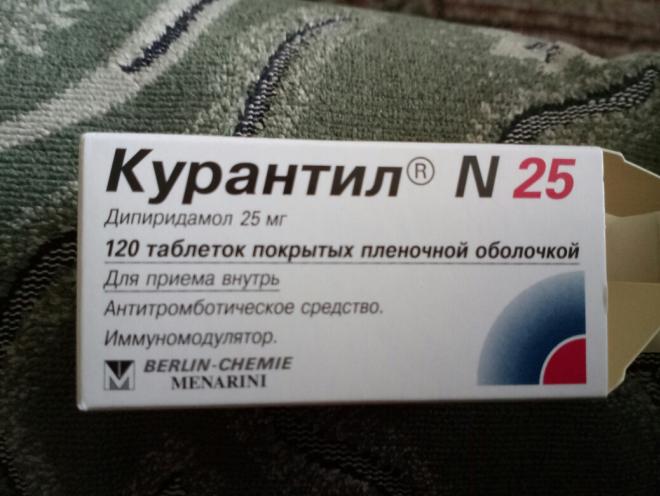 Курантил® N 25
Дипиридамол 25 мг
120 таблеток покрытых пленочной оболочкой
Для приема внутрь
Антитромботическое средство.
Иммуномодулятор.
BERLIN-CHEMIE
MENARINI